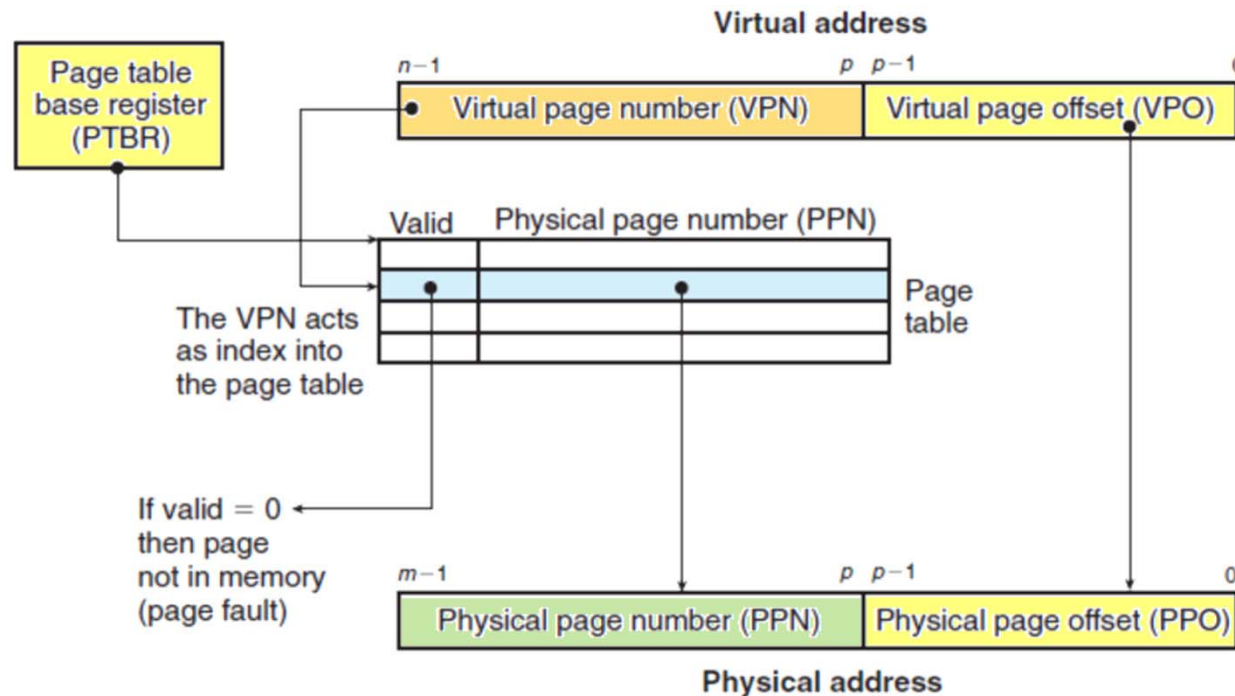 Virtual address
Page table
base register
(PTBR)
n−1
p p−1
Virtual page number (VPN)
Virtual page offset (VPO)
Valid
Physical page number (PPN)
Page
table
The VPN acts
as index into
the page table
If valid = 0
then page
not in memory
(page fault)
m−1
p p−1
0
Physical page number (PPN)
Physical page offset (PPO)
Physical address